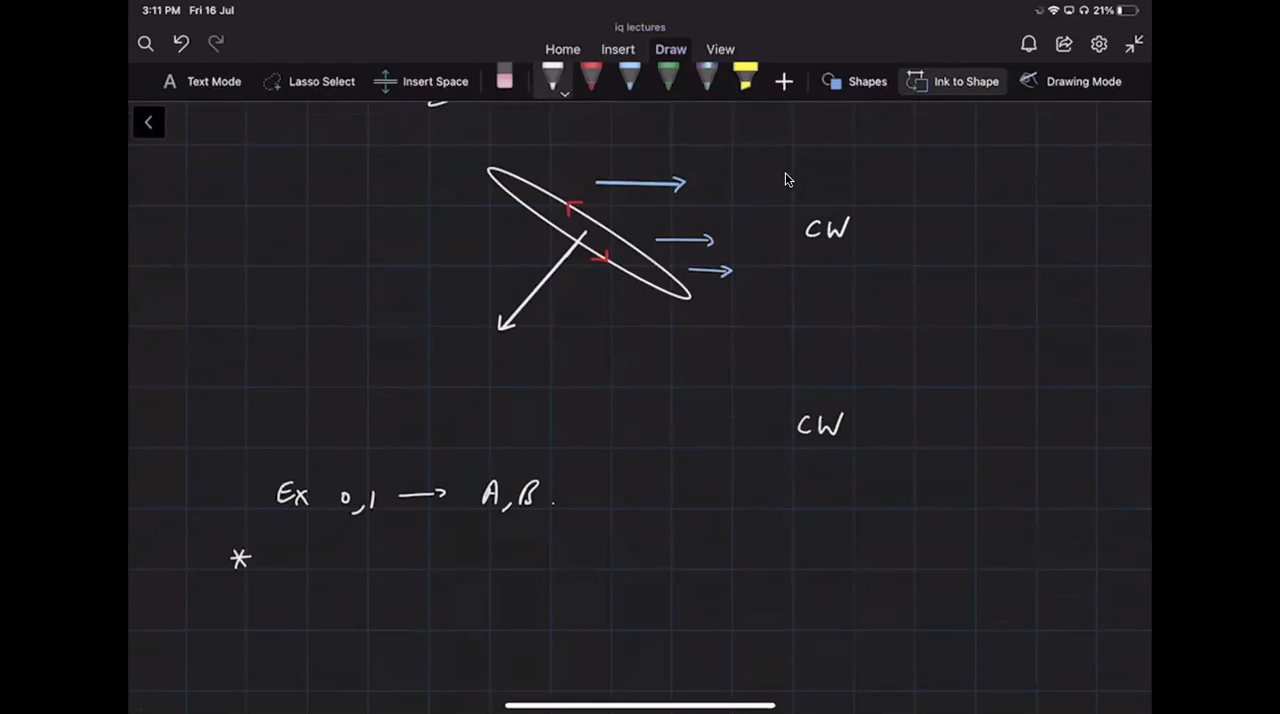 3:11 PM Fri 16 Jul 21%
iq lectures
Home Insert Draw View
Text Mode Lasso Select Insert Space Shapes Ink to Shape Drawing Mode
CW
CW
Ex 0,1 → A,B.
*